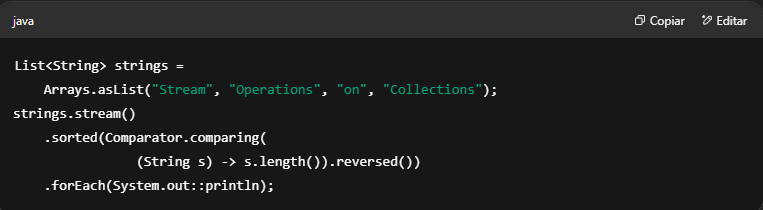 java Copiar Editar
List<String> strings =
    Arrays.asList("Stream", "Operations", "on", "Collections");
strings.stream()
    .sorted(Comparator.comparing(
                (String s) -> s.length()).reversed())
    .forEach(System.out::println);